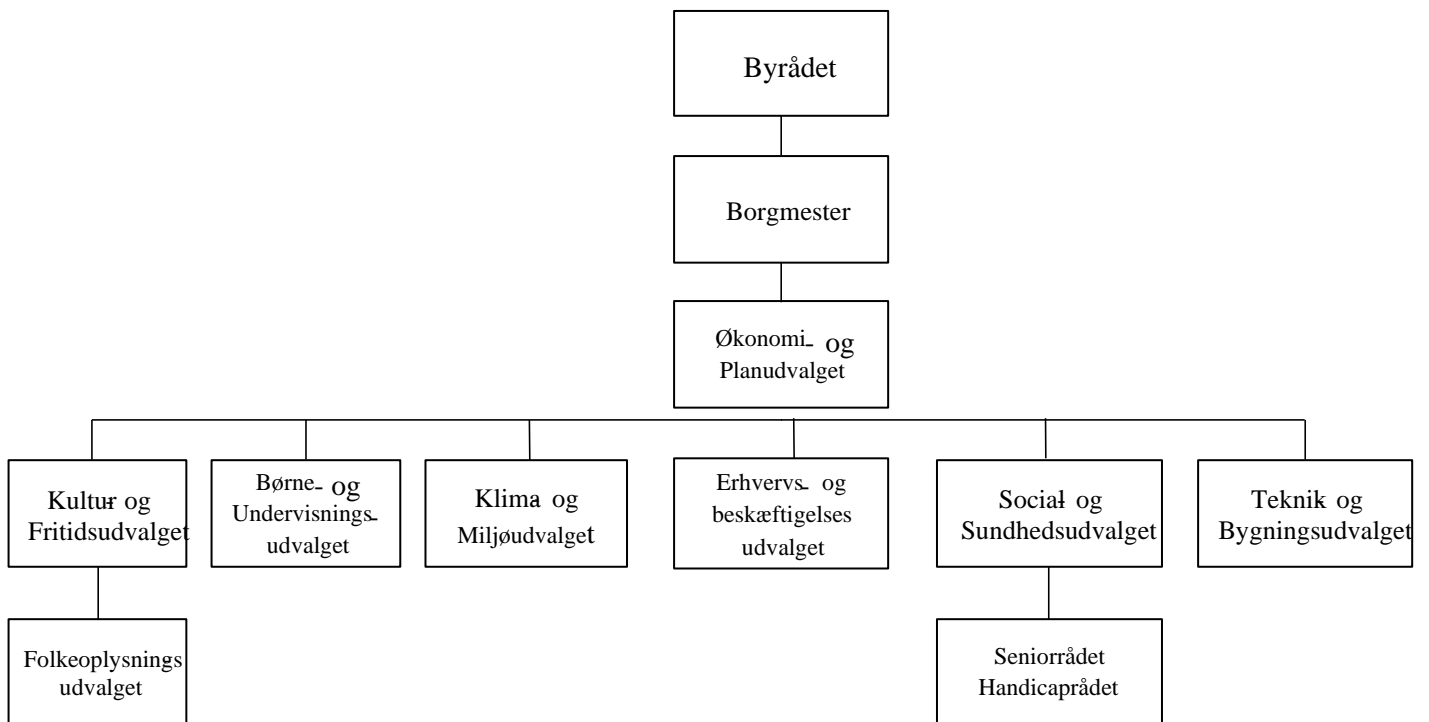 Byrådet
Borgmester
Økonomi- og
Planudvalget
Kultur- og
Fritidsudvalget
Børne- og
Undervisnings-
udvalget
Klima- og
Miljøudvalget
Erhvervs- og
beskæftigelses
udvalget
Social- og
Sundhedsudvalget
Teknik- og
Bygningsudvalget
Folkeoplysnings
udvalget
Seniorrådet
Handicaprådet